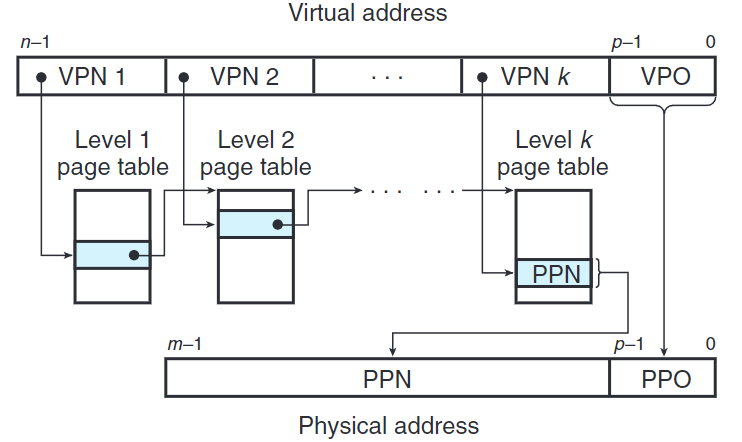 Virtual address
n–1 p–1 0
VPN 1 VPN 2 · · · VPN k VPO
Level 1 Level 2 Level k
page table page table page table
· · · · · ·
PPN
m–1 p–1 0
PPN PPO
Physical address